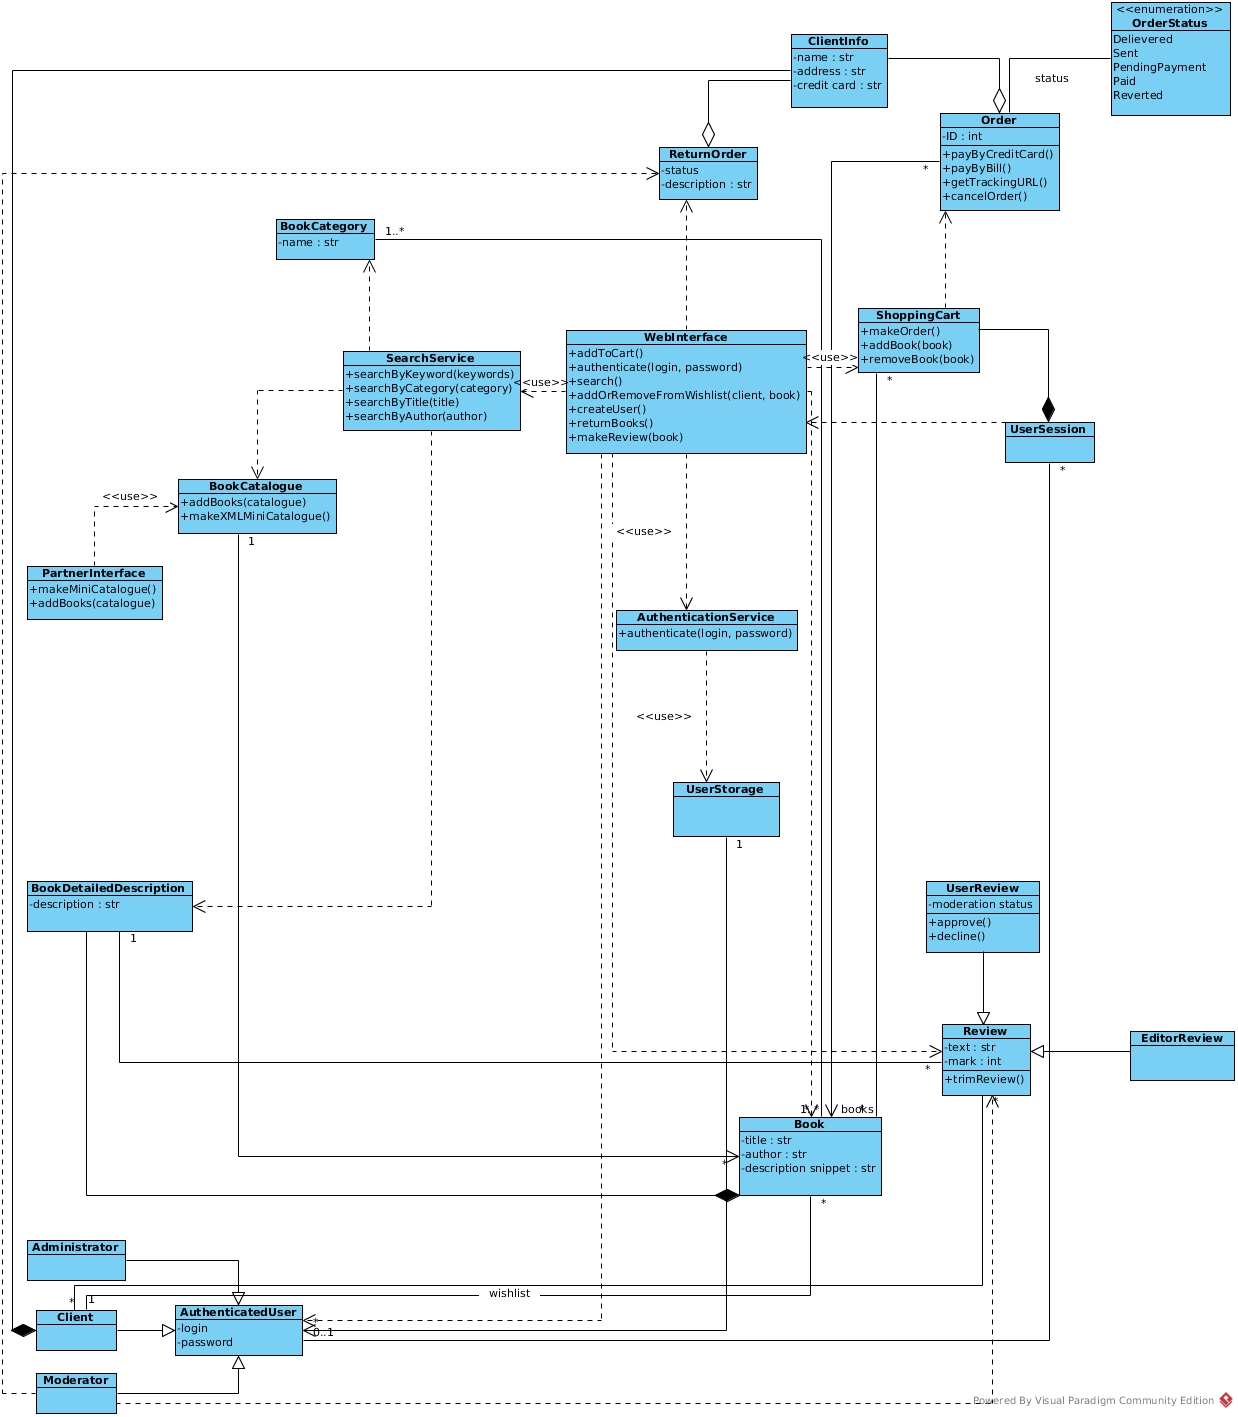 <<enumeration>>
OrderStatus
Delievered
Sent
PendingPayment
Paid
Reverted
ClientInfo
-name : str
-address : str
-credit card : str
status
Order
-ID : int
+payByCreditCard()
+payByBill()
+getTrackingURL()
+cancelOrder()
*
ReturnOrder
-status
-description : str
BookCategory
-name : str
1..*
ShoppingCart
+makeOrder()
+addBook(book)
+removeBook(book)
*
<<use>>
WebInterface
+addToCart()
+authenticate(login, password)
+search()
+addOrRemoveFromWishlist(client, book)
+createUser()
+returnBooks()
+makeReview(book)
SearchService
+searchByKeyword(keywords)
+searchByCategory(category)
+searchByTitle(title)
+searchByAuthor(author)
<<use>>
UserSession
*
BookCatalogue
+addBooks(catalogue)
+makeXMLMiniCatalogue()
1
<<use>>
<<use>>
PartnerInterface
+makeMiniCatalogue()
+addBooks(catalogue)
AuthenticationService
+authenticate(login, password)
<<use>>
UserStorage
1
BookDetailedDescription
-description : str
1
UserReview
-moderation status
+approve()
+decline()
Review
-text : str
-mark : int
+trimReview()
*
*
EditorReview
1..*
books
*
Book
-title : str
-author : str
-description snippet : str
*
*
Administrator
wishlist
*
1
Client
AuthenticatedUser
-login
-password
*
0..1
Moderator
Powered By Visual Paradigm Community Edition